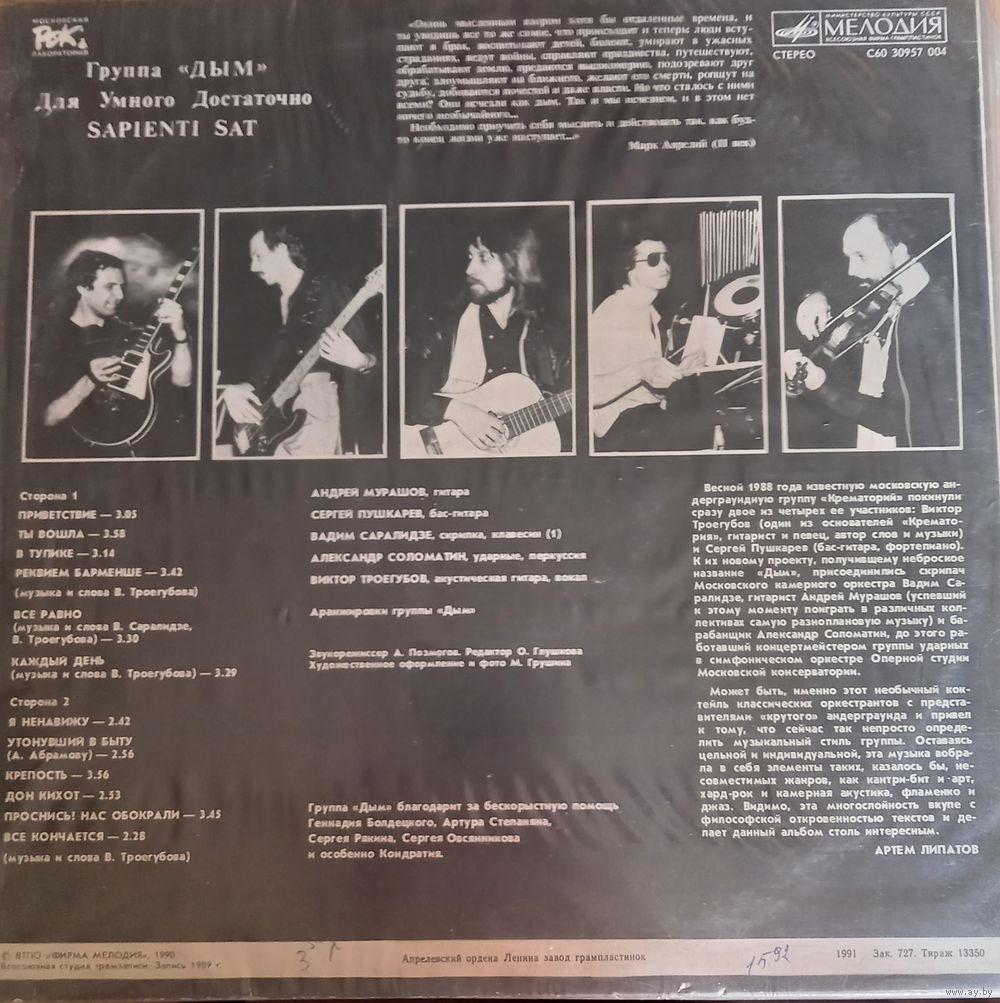 МОСКОВСКАЯ
РОК
ЛАБОРАТОРИЯ
Группа «ДЫМ»
Для Умного Достаточно
SAPIENTI SAT
«Окинь мысленным взором хотя бы отдаленные времена, и
ты увидишь все то же самое, что происходит и теперь: люди всту-
пают в брак, воспитывают детей, болеют, умирают в ужасных
страданиях, ведут войны, справляют празднества, путешествуют,
обрабатывают землю, предаются высокомерию, подозревают друг
друга, злоумышляют на ближнего, желают его смерти, ропщут на
судьбу, добиваются почестей и даже власти. Но что сталось с ними
всеми? Они исчезли как дым. Так и мы исчезнем, и в этом нет
ничего необычайного...
Необходимо приучить себя мыслить и действовать так, как буд-
то конец жизни уже наступает...»
Марк Аврелий (II век)
МИНИСТЕРСТВО КУЛЬТУРЫ СССР
МЕЛОДИЯ
ВСЕСОЮЗНАЯ ФИРМА ГРАМПЛАСТИНОК
СТЕРЕО
С60 30957 004
Сторона 1
ПРИВЕТСТВИЕ — 3.05
ТЫ ВОШЛА — 3.58
В ТУПИКЕ — 3.14
РЕКВИЕМ БАРМЕНШЕ — 3.42
(музыка и слова В. Троегубова)
ВСЕ РАВНО
(музыка и слова В. Саралидзе,
В. Троегубова) — 3.30
КАЖДЫЙ ДЕНЬ
(музыка и слова В. Троегубова) — 3.29
Сторона 2
Я НЕНАВИЖУ — 2.42
УТОНУВШИЙ В БЫТУ
(А. Абрамову) — 2.56
КРЕПОСТЬ — 3.56
ДОН КИХОТ — 2.53
ПРОСНИСЬ! НАС ОБОКРАЛИ — 3.45
ВСЕ КОНЧАЕТСЯ — 2.28
(музыка и слова В. Троегубова)
АНДРЕЙ МУРАШОВ, гитара
СЕРГЕЙ ПУШКАРЕВ, бас-гитара
ВАДИМ САРАЛИДЗЕ, скрипка, клавесин (1)
АЛЕКСАНДР СОЛОМАТИН, ударные, перкуссия
ВИКТОР ТРОЕГУБОВ, акустическая гитара, вокал
Аранжировки группы «Дым»
Звукорежиссер А. Позмогов. Редактор О. Глушкова
Художественное оформление и фото М. Грушина
Группа «Дым» благодарит за бескорыстную помощь
Геннадия Болдецкого, Артура Степаняна,
Сергея Рякина, Сергея Овсянникова
и особенно Кондратия.
Весной 1988 года известную московскую ан-
дерграундную группу «Крематорий» покинули
сразу двое из четырех ее участников: Виктор
Троегубов (один из основателей «Кремато-
рия», гитарист и певец, автор слов и музыки)
и Сергей Пушкарев (бас-гитара, фортепиано).
К их новому проекту, получившему неброское
название «Дым», присоединились скрипач
Московского камерного оркестра Вадим Са-
ралидзе, гитарист Андрей Мурашов (успевший
к этому моменту поиграть в различных кол-
лективах самую разноплановую музыку) и ба-
рабанщик Александр Соломатин, до этого ра-
ботавший концертмейстером группы ударных
в симфоническом оркестре Оперной студии
Московской консерватории.
Может быть, именно этот необычный кок-
тейль классических оркестрантов с предста-
вителями «крутого» андерграунда и привел
к тому, что сейчас так непросто опреде-
лить музыкальный стиль группы. Оставаясь
цельной и индивидуальной, эта музыка вобра-
ла в себя элементы таких, казалось бы, не-
совместимых жанров, как кантри-бит и арт,
хард-рок и камерная акустика, фламенко и
джаз. Видимо, эта многослойность вкупе с
философской откровенностью текстов и де-
лает данный альбом столь интересным.
АРТЕМ ЛИПАТОВ
© ВТПО «ФИРМА МЕЛОДИЯ», 1990
Всесоюзная студия грамзаписи. Запись 1989 г.
Апрелевский ордена Ленина завод грампластинок
1991 Зак. 727. Тираж 13350
www.ay.by